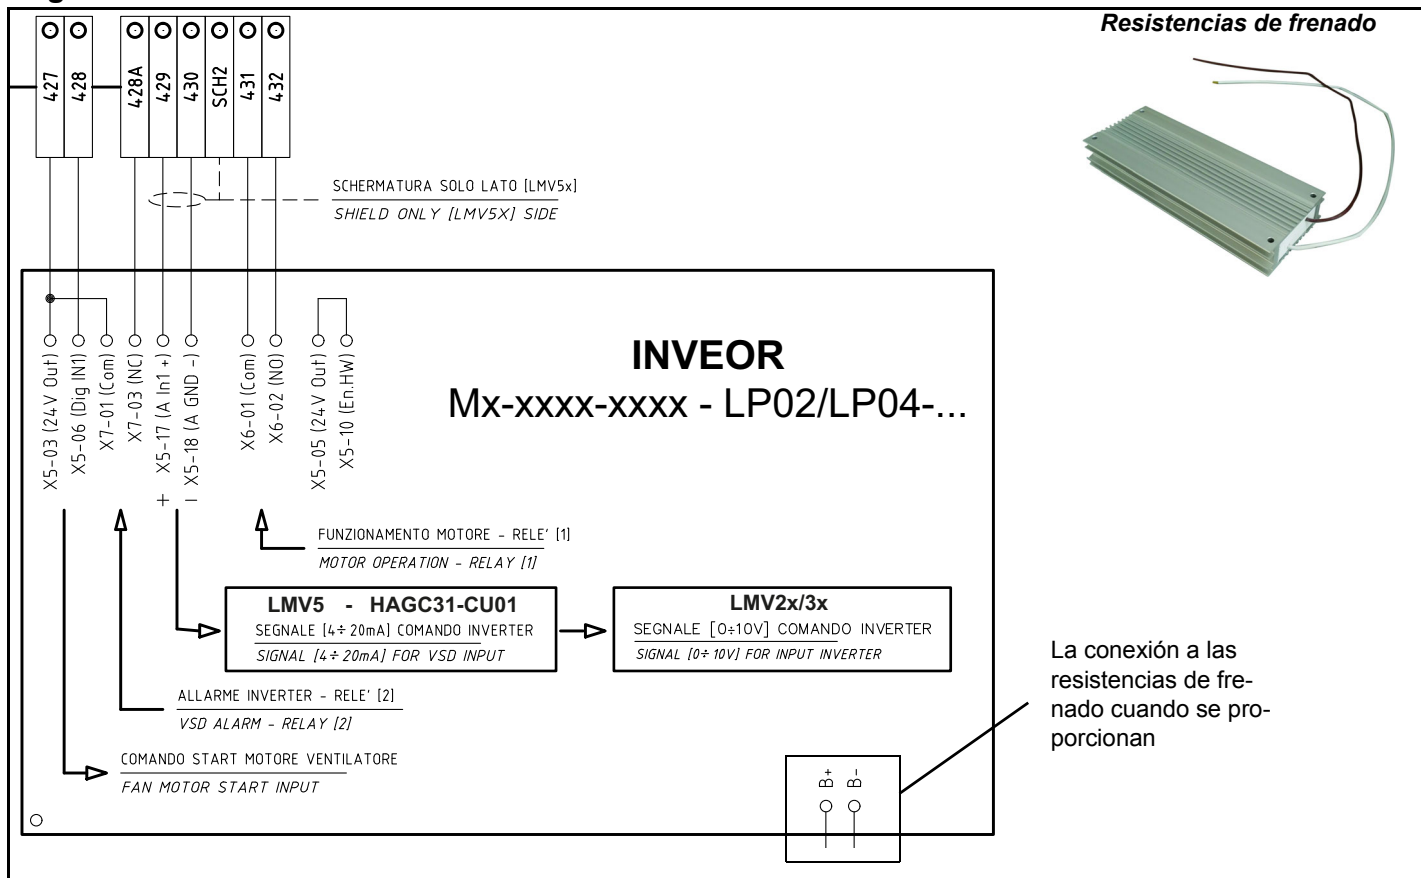 Resistencias de frenado
427
428
428A
429
430
SCH2
431
432
SCHERMATURA SOLO LATO [LMV5x]
SHIELD ONLY [LMV5X] SIDE
X5-03 (24V Out)
X5-06 (Dig IN1)
X7-01 (Com)
X7-03 (NC)
+ X5-17 (A In1 +)
- X5-18 (A GND -)
X6-01 (Com)
X6-02 (NO)
X5-05 (24V Out)
X5-10 (En.HW)
INVEOR
Mx-xxxx-xxxx - LP02/LP04-...
FUNZIONAMENTO MOTORE - RELE' [1]
MOTOR OPERATION - RELAY [1]
LMV5 - HAGC31-CU01
SEGNALE [4÷20mA] COMANDO INVERTER
SIGNAL [4÷20mA] FOR VSD INPUT
LMV2x/3x
SEGNALE [0÷10V] COMANDO INVERTER
SIGNAL [0÷10V] FOR INPUT INVERTER
ALLARME INVERTER - RELE' [2]
VSD ALARM - RELAY [2]
COMANDO START MOTORE VENTILATORE
FAN MOTOR START INPUT
B+
B-
La conexión a las
resistencias de fre-
nado cuando se pro-
porcionan